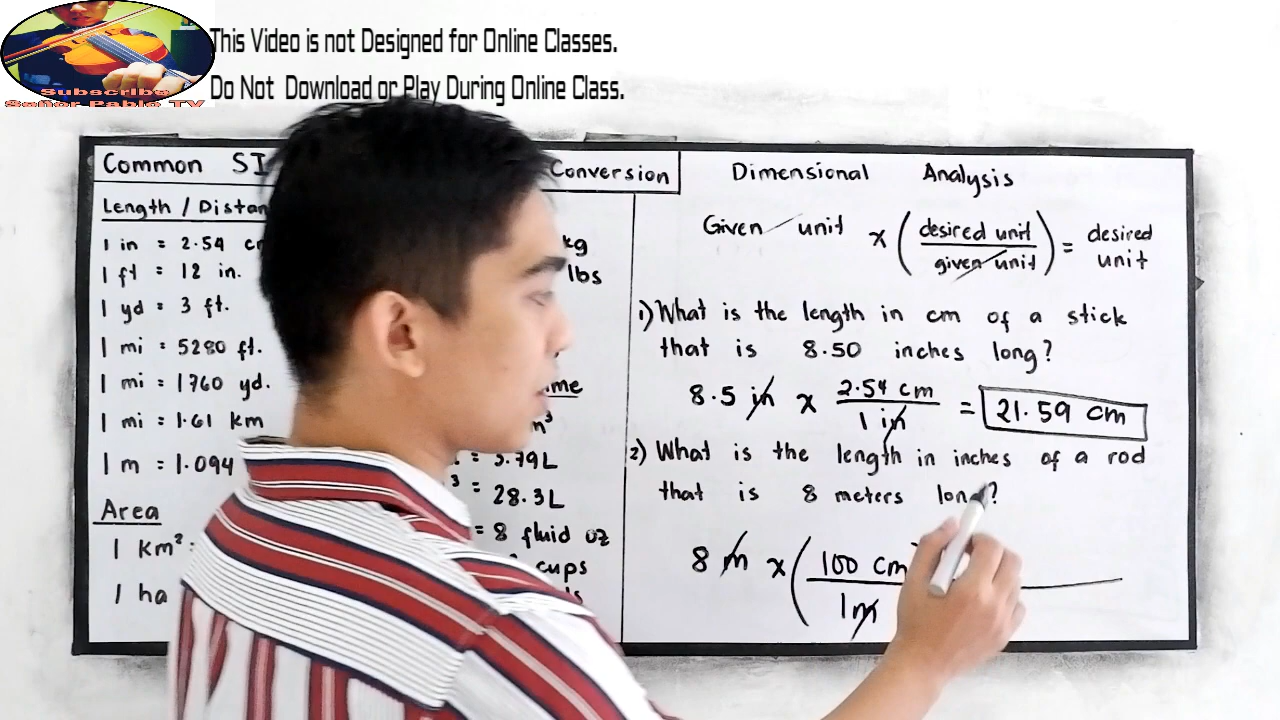 This Video is not Designed for Online Classes.
Do Not Download or Play During Online Class.
Subscribe
Señor Pablo TV
Common SI
Conversion
Length / Distan
1 in = 2.54 c
1 ft = 12 in.
1 yd = 3 ft.
1 mi = 5280 ft.
1 mi = 1760 yd.
1 mi = 1.61 km
1 m = 1.094
Area
1 km² =
1 ha
kg
lbs
me
= 3.79L
³ = 28.3L
= 8 fluid oz
cups
Dimensional Analysis
Given unit x (desired unit / given unit) = desired unit
1) What is the length in cm of a stick
that is 8.50 inches long?
8.5 in x 2.54 cm / 1 in = 21.59 cm
2) What is the length in inches of a rod
that is 8 meters long?
8 m x ( 100 cm / 1 m